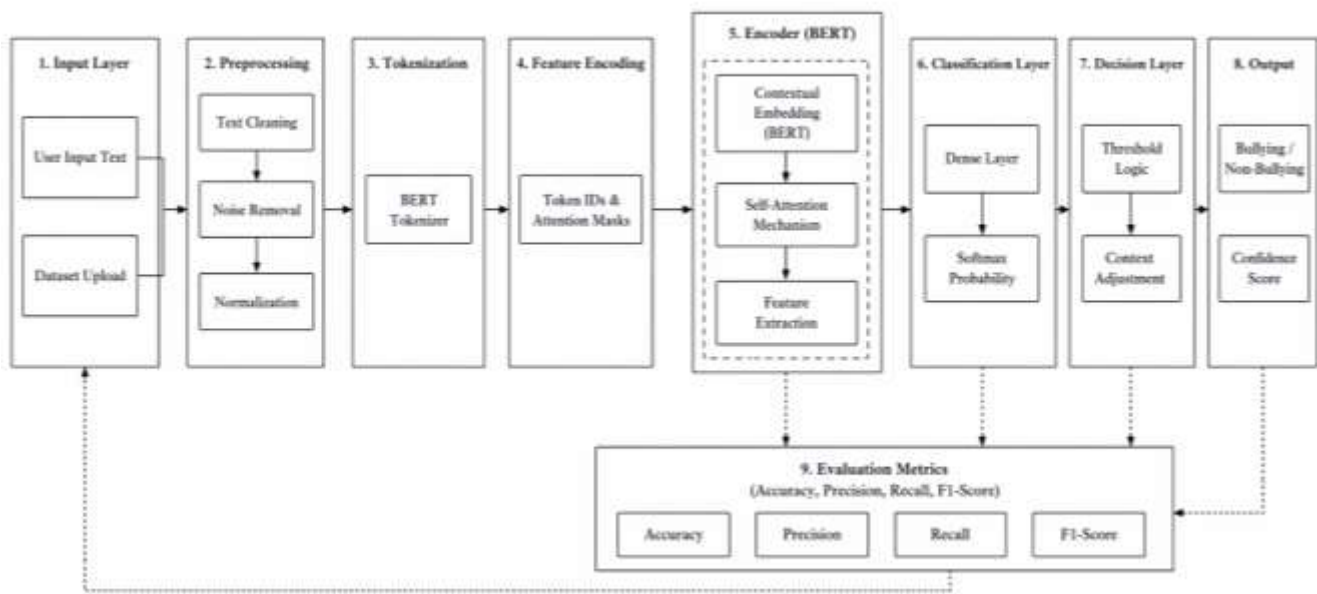 1. Input Layer
User Input Text
Dataset Upload
2. Preprocessing
Text Cleaning
Noise Removal
Normalization
3. Tokenization
BERT
Tokenizer
4. Feature Encoding
Token IDs &
Attention Masks
5. Encoder (BERT)
Contextual
Embedding
(BERT)
Self-Attention
Mechanism
Feature
Extraction
6. Classification Layer
Dense Layer
Softmax
Probability
7. Decision Layer
Threshold
Logic
Context
Adjustment
8. Output
Bullying /
Non-Bullying
Confidence
Score
9. Evaluation Metrics
(Accuracy, Precision, Recall, F1-Score)
Accuracy
Precision
Recall
F1-Score